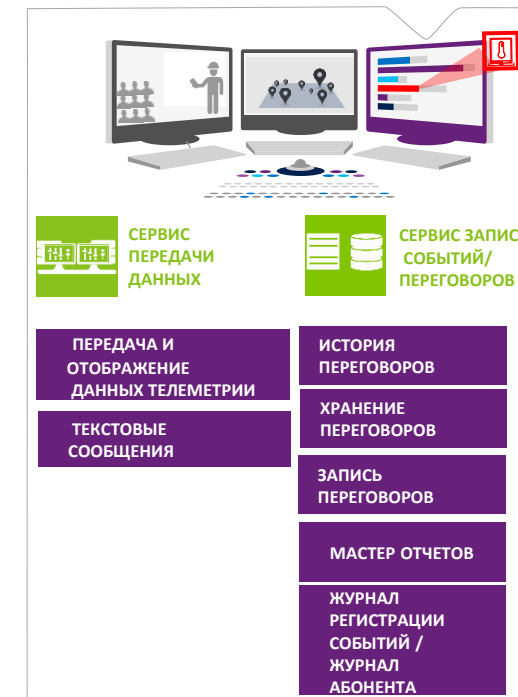 СЕРВИС
ПЕРЕДАЧИ
ДАННЫХ
СЕРВИС ЗАПИС
СОБЫТИЙ/
ПЕРЕГОВОРОВ
ПЕРЕДАЧА И
ОТОБРАЖЕНИЕ
ДАННЫХ ТЕЛЕМЕТРИИ
ТЕКСТОВЫЕ
СООБЩЕНИЯ
ИСТОРИЯ
ПЕРЕГОВОРОВ
ХРАНЕНИЕ
ПЕРЕГОВОРОВ
ЗАПИСЬ
ПЕРЕГОВОРОВ
МАСТЕР ОТЧЕТОВ
ЖУРНАЛ
РЕГИСТРАЦИИ
СОБЫТИЙ /
ЖУРНАЛ
АБОНЕНТА